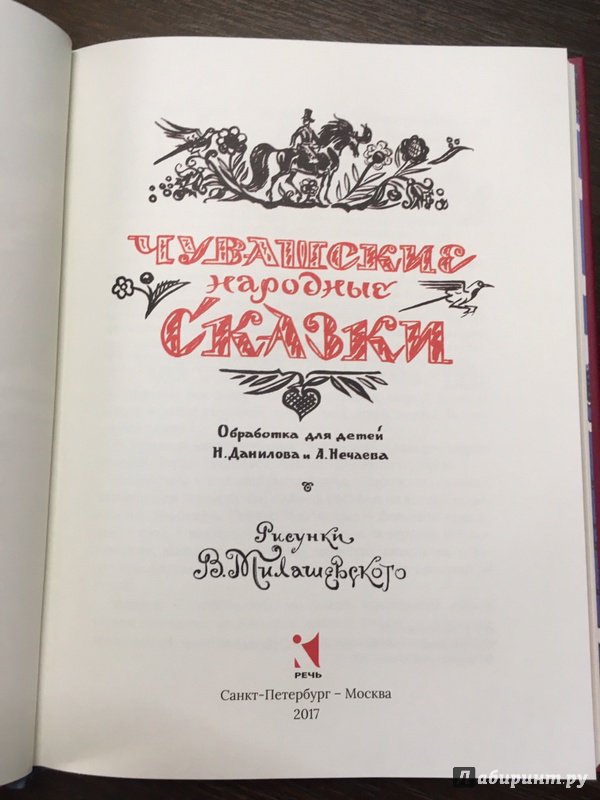 ЧУВАШСКИЕ
народные
СКАЗКИ
Обработка для детей
Н. Данилова и А. Нечаева
Рисунки
В. Милашевского
РЕЧЬ
Санкт-Петербург – Москва
2017
Лабиринт.ру